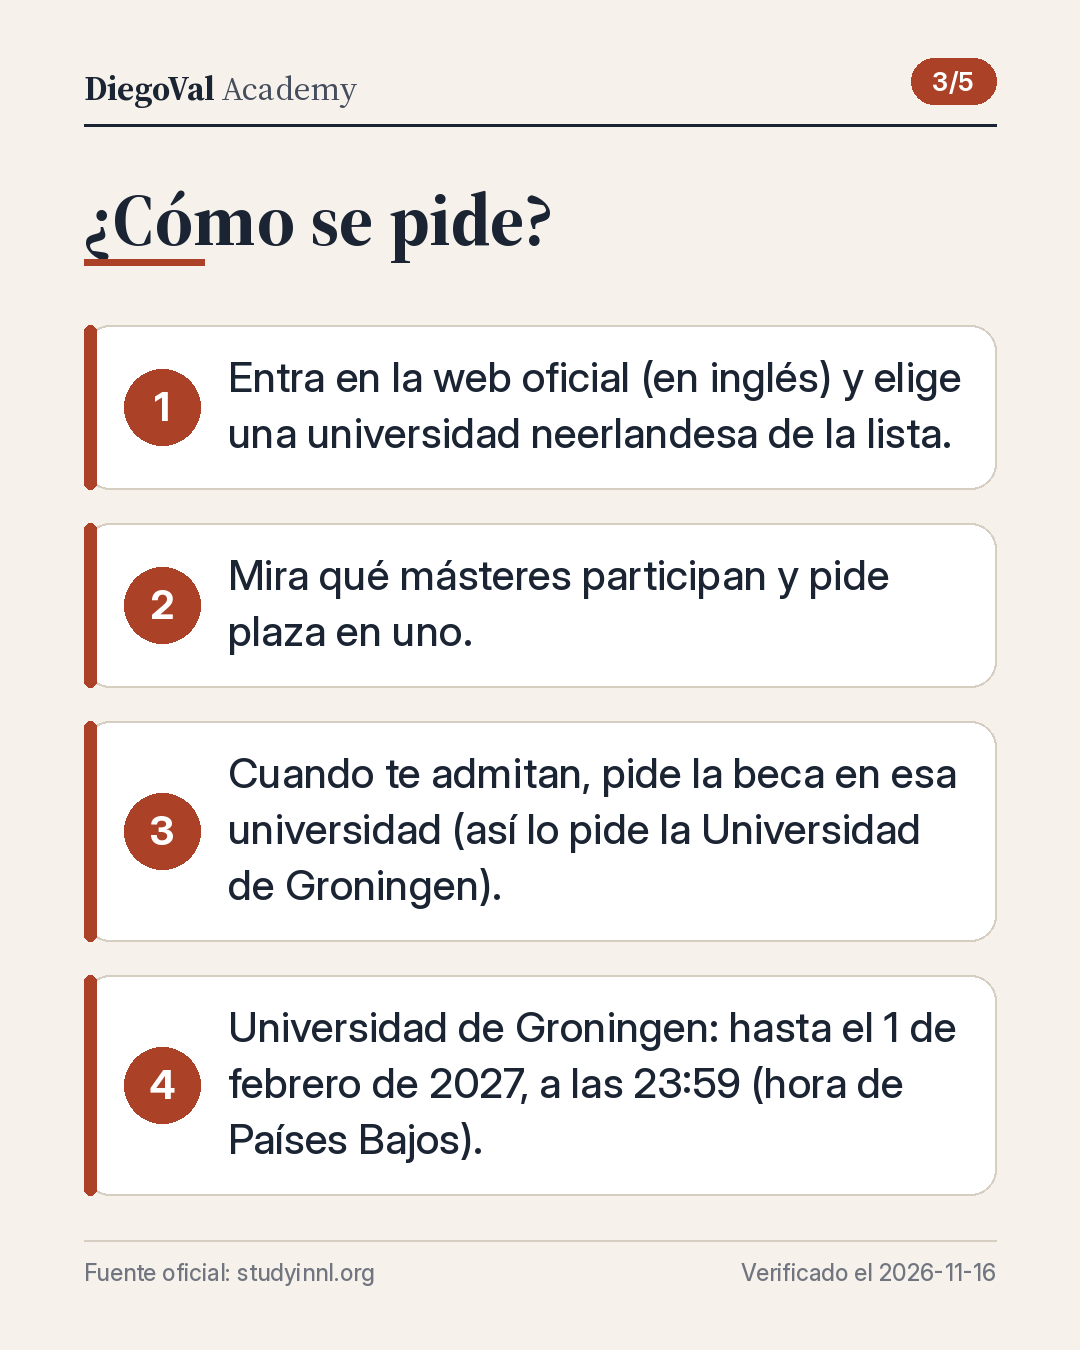 DiegoVal Academy
3/5
¿Cómo se pide?
1
Entra en la web oficial (en inglés) y elige
una universidad neerlandesa de la lista.
2
Mira qué másteres participan y pide
plaza en uno.
3
Cuando te admitan, pide la beca en esa
universidad (así lo pide la Universidad
de Groningen).
4
Universidad de Groningen: hasta el 1 de
febrero de 2027, a las 23:59 (hora de
Países Bajos).
Fuente oficial: studyinnl.org
Verificado el 2026-11-16